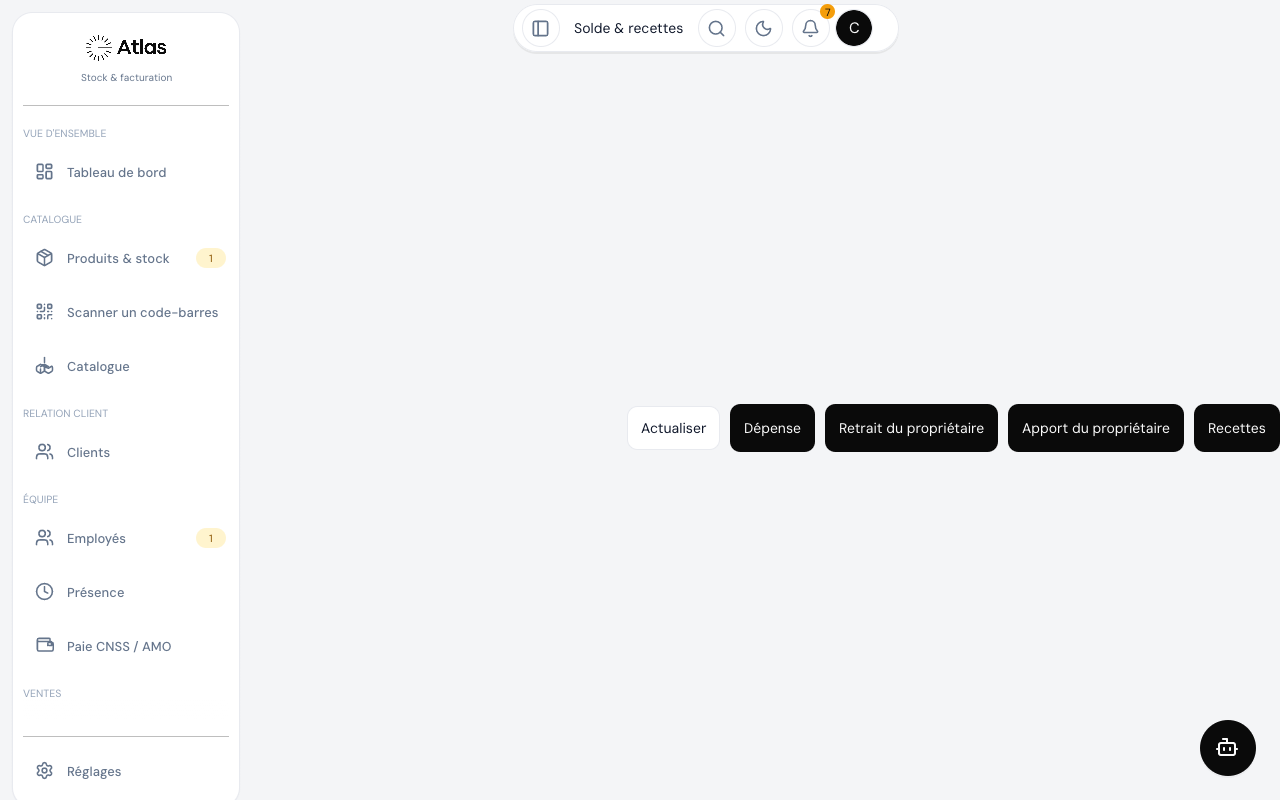 Atlas
Stock & facturation
VUE D'ENSEMBLE
Tableau de bord
CATALOGUE
Produits & stock 1
Scanner un code-barres
Catalogue
RELATION CLIENT
Clients
ÉQUIPE
Employés 1
Présence
Paie CNSS / AMO
VENTES
Réglages
Solde & recettes 7 C
Actualiser Dépense Retrait du propriétaire Apport du propriétaire Recettes